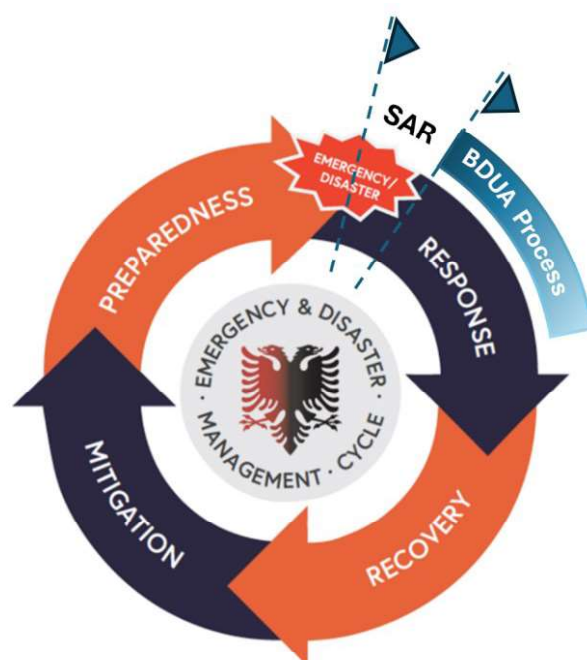 SAR
BDUA Process
EMERGENCY/
DISASTER
PREPAREDNESS
RESPONSE
· EMERGENCY & DISASTER ·
MANAGEMENT · CYCLE
MITIGATION
RECOVERY